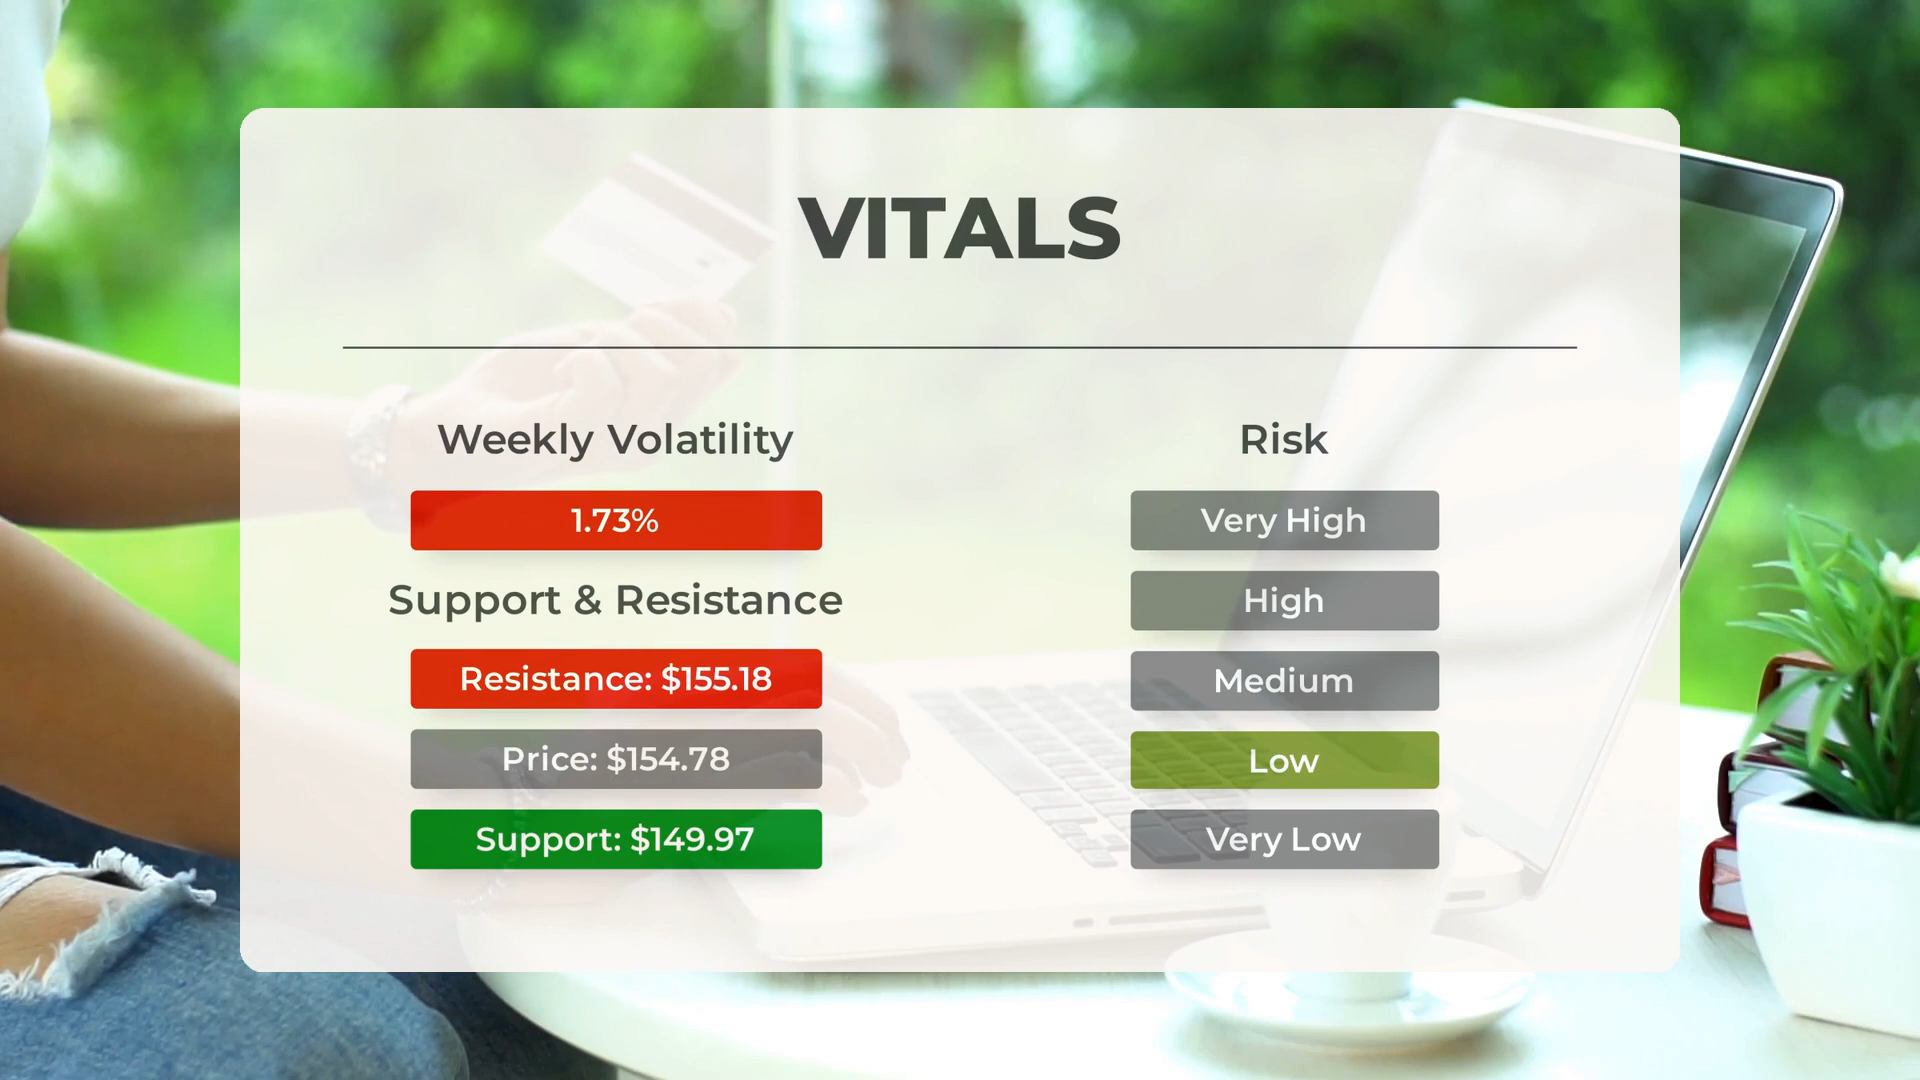 VITALS
Weekly Volatility
1.73%
Support & Resistance
Resistance: $155.18
Price: $154.78
Support: $149.97
Risk
Very High
High
Medium
Low
Very Low